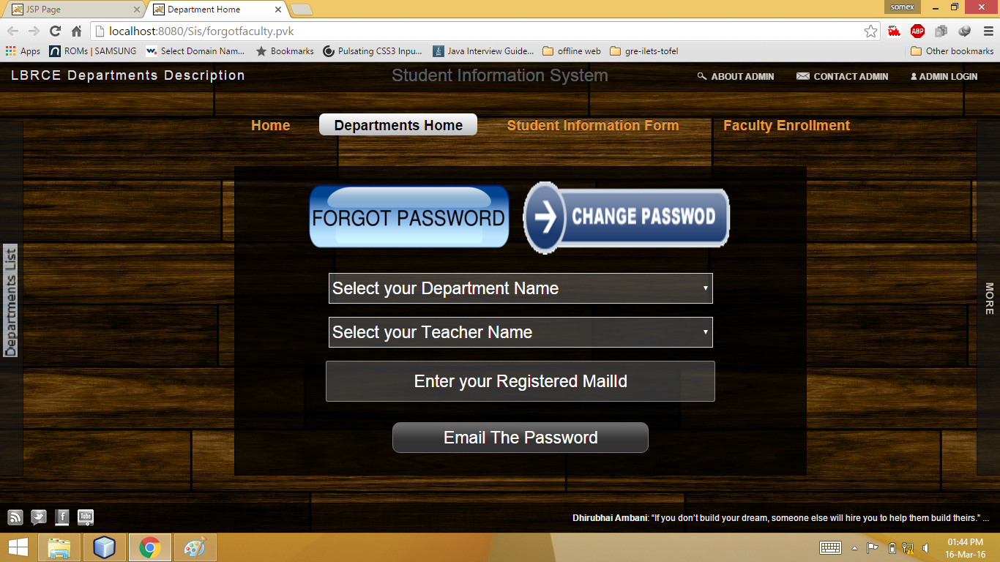 JSP Page
Department Home
somex
localhost:8080/Sis/forgotfaculty.pvk
ABP
Apps
ROMs | SAMSUNG
Select Domain Nam...
Bookmarks
Pulsating CSS3 Inpu...
Java Interview Guide...
offline web
gre-ilets-tofel
Other bookmarks
LBRCE Departments Description
Student Information System
ABOUT ADMIN
CONTACT ADMIN
ADMIN LOGIN
Home
Departments Home
Student Information Form
Faculty Enrollment
FORGOT PASSWORD
CHANGE PASSWOD
Departments List
MORE
Select your Department Name
Select your Teacher Name
Enter your Registered MailId
Email The Password
Tube
Dhirubhai Ambani: “If you don’t build your dream, someone else will hire you to help them build theirs.” ...
01:44 PM
16-Mar-16